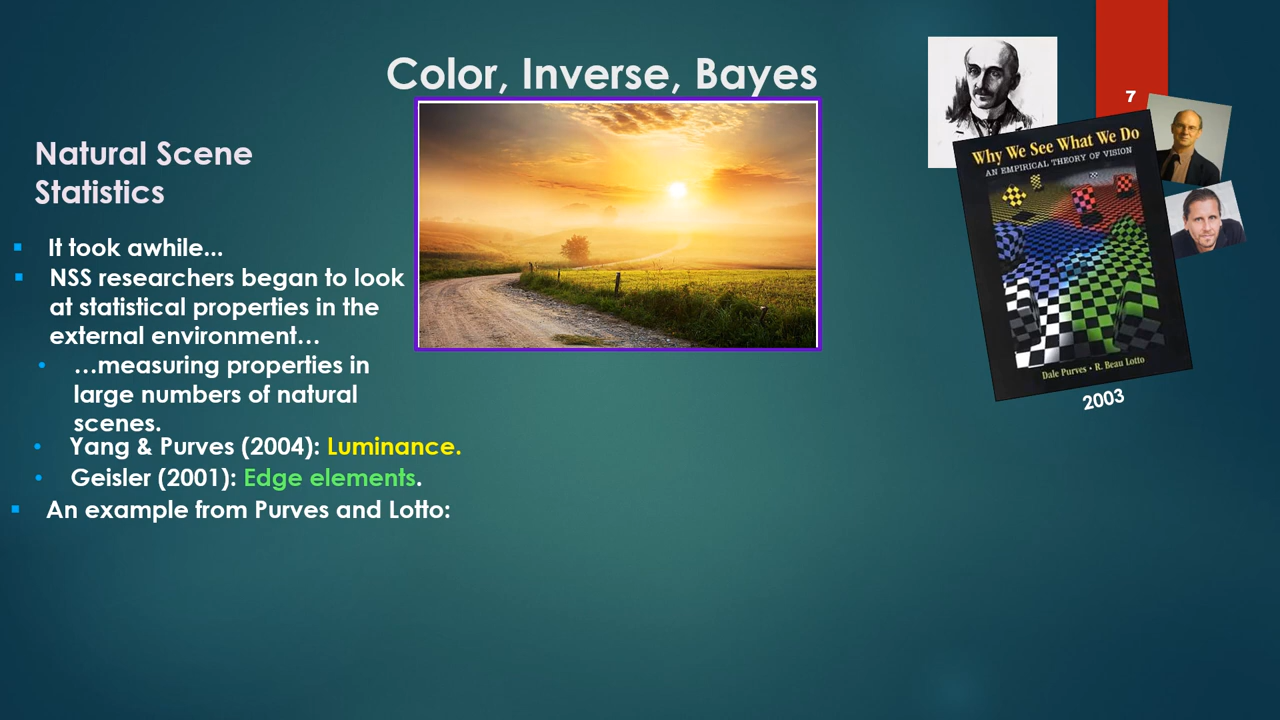 Color, Inverse, Bayes
7
Natural Scene
Statistics
It took awhile...
NSS researchers began to look
at statistical properties in the
external environment…
…measuring properties in
large numbers of natural
scenes.
Yang & Purves (2004): Luminance.
Geisler (2001): Edge elements.
An example from Purves and Lotto:
Why We See What We Do
AN EMPIRICAL THEORY OF VISION
Dale Purves • R. Beau Lotto
2003